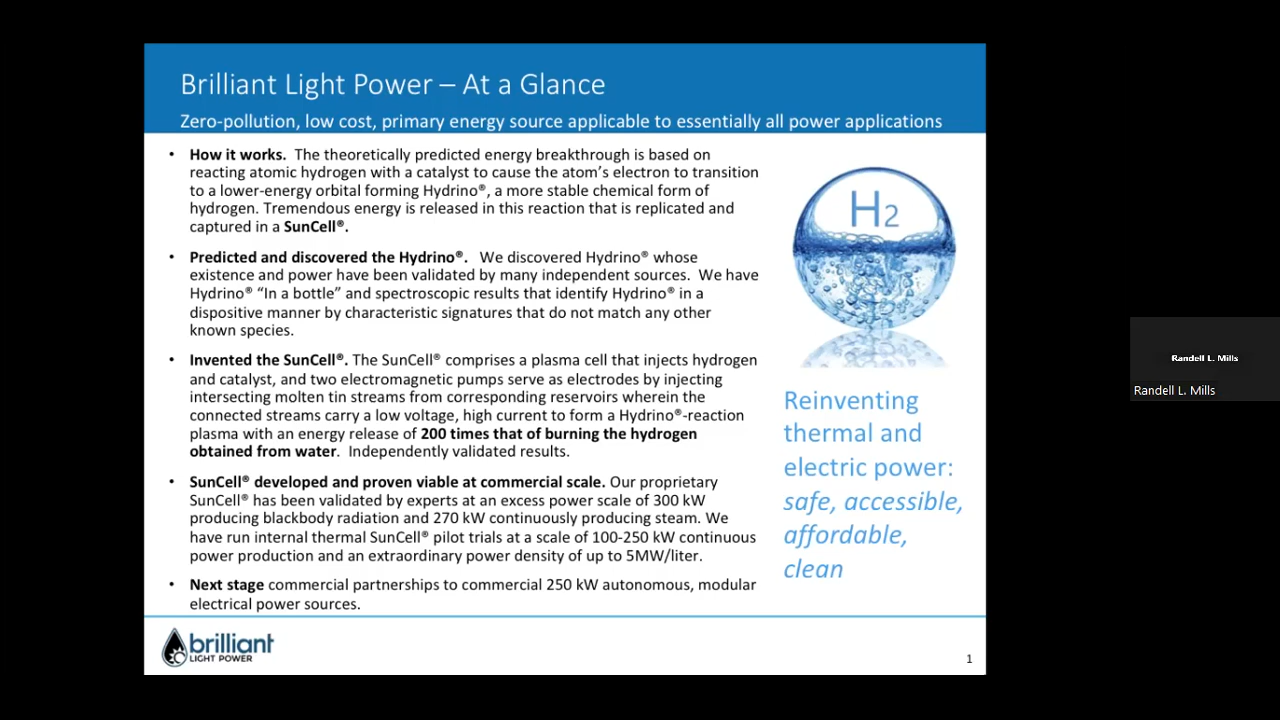 Brilliant Light Power – At a Glance
Zero-pollution, low cost, primary energy source applicable to essentially all power applications
• How it works. The theoretically predicted energy breakthrough is based on
reacting atomic hydrogen with a catalyst to cause the atom's electron to transition
to a lower-energy orbital forming Hydrino®, a more stable chemical form of
hydrogen. Tremendous energy is released in this reaction that is replicated and
captured in a SunCell®.
• Predicted and discovered the Hydrino®. We discovered Hydrino® whose
existence and power have been validated by many independent sources. We have
Hydrino® “In a bottle” and spectroscopic results that identify Hydrino® in a
dispositive manner by characteristic signatures that do not match any other
known species.
• Invented the SunCell®. The SunCell® comprises a plasma cell that injects hydrogen
and catalyst, and two electromagnetic pumps serve as electrodes by injecting
intersecting molten tin streams from corresponding reservoirs wherein the
connected streams carry a low voltage, high current to form a Hydrino®-reaction
plasma with an energy release of 200 times that of burning the hydrogen
obtained from water. Independently validated results.
• SunCell® developed and proven viable at commercial scale. Our proprietary
SunCell® has been validated by experts at an excess power scale of 300 kW
producing blackbody radiation and 270 kW continuously producing steam. We
have run internal thermal SunCell® pilot trials at a scale of 100-250 kW continuous
power production and an extraordinary power density of up to 5MW/liter.
• Next stage commercial partnerships to commercial 250 kW autonomous, modular
electrical power sources.
H2
Reinventing
thermal and
electric power:
safe, accessible,
affordable,
clean
brilliant
LIGHT POWER
1
Randell L. Mills
Randell L. Mills